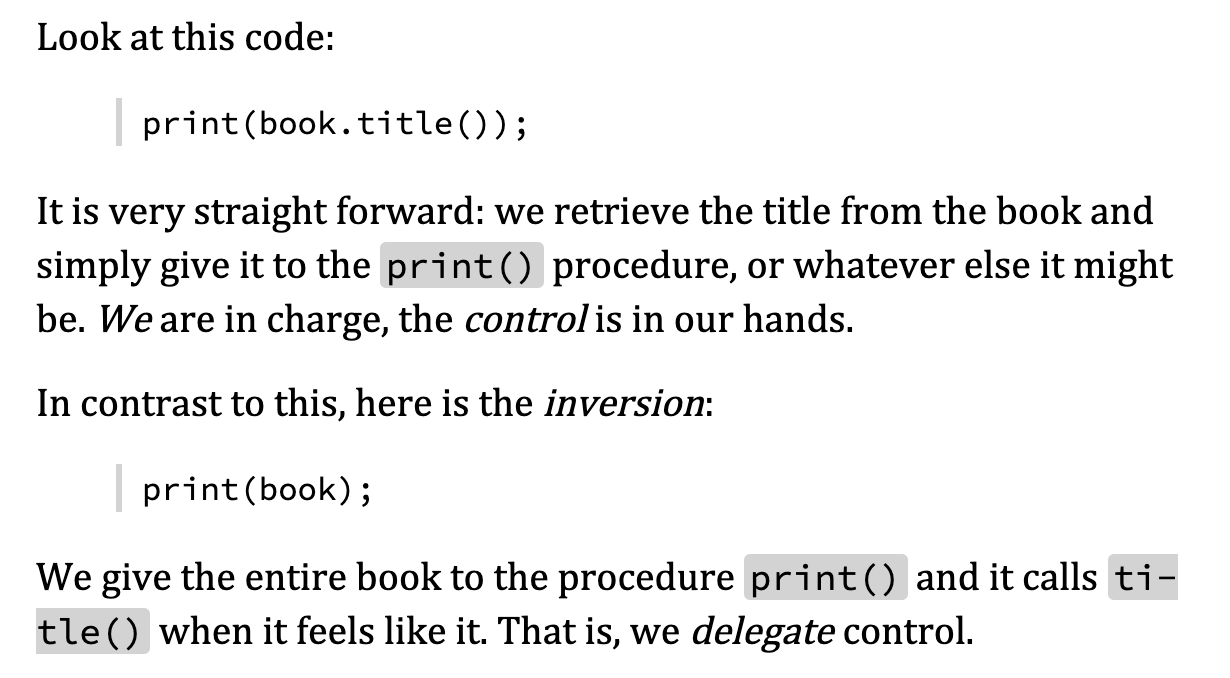 Look at this code:
print(book.title());
It is very straight forward: we retrieve the title from the book and
simply give it to the print() procedure, or whatever else it might
be. We are in charge, the control is in our hands.
In contrast to this, here is the inversion:
print(book);
We give the entire book to the procedure print() and it calls ti-
tle() when it feels like it. That is, we delegate control.